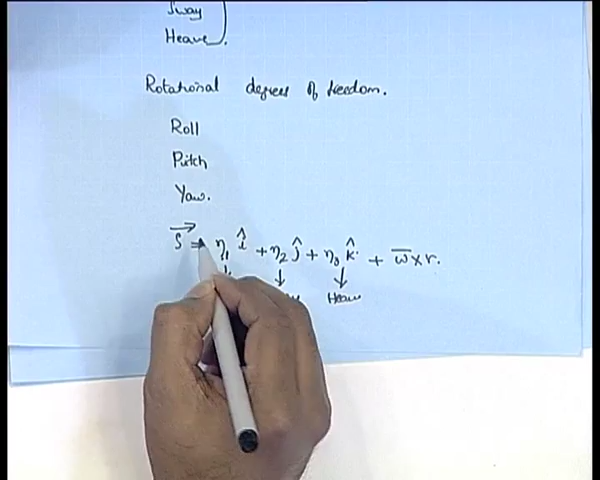 Sway
Heave
Rotational degrees of freedom.
Roll
Pitch
Yaw.
S = η₁ î + η₂ ĵ + η₃ k̂ + ω̅ × r.
Heave